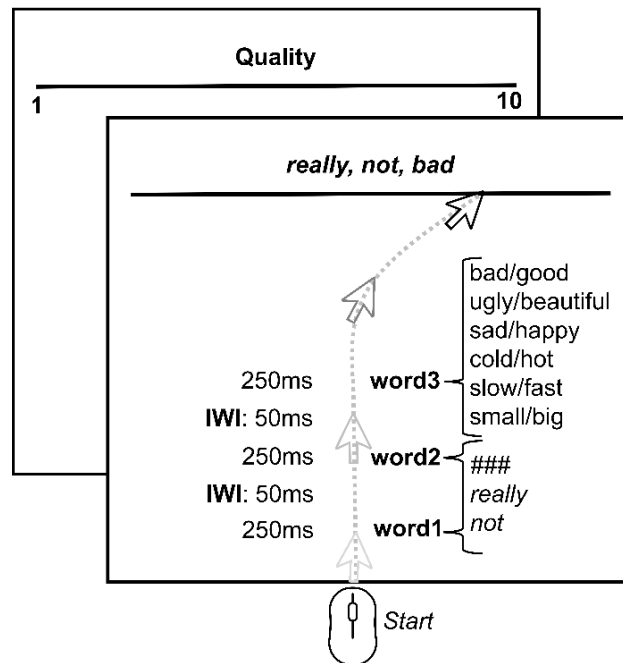 Quality
1 10
really, not, bad
bad/good
ugly/beautiful
sad/happy
cold/hot
250ms word3 slow/fast
IWI: 50ms small/big
250ms word2 ###
IWI: 50ms really
250ms word1 not
Start